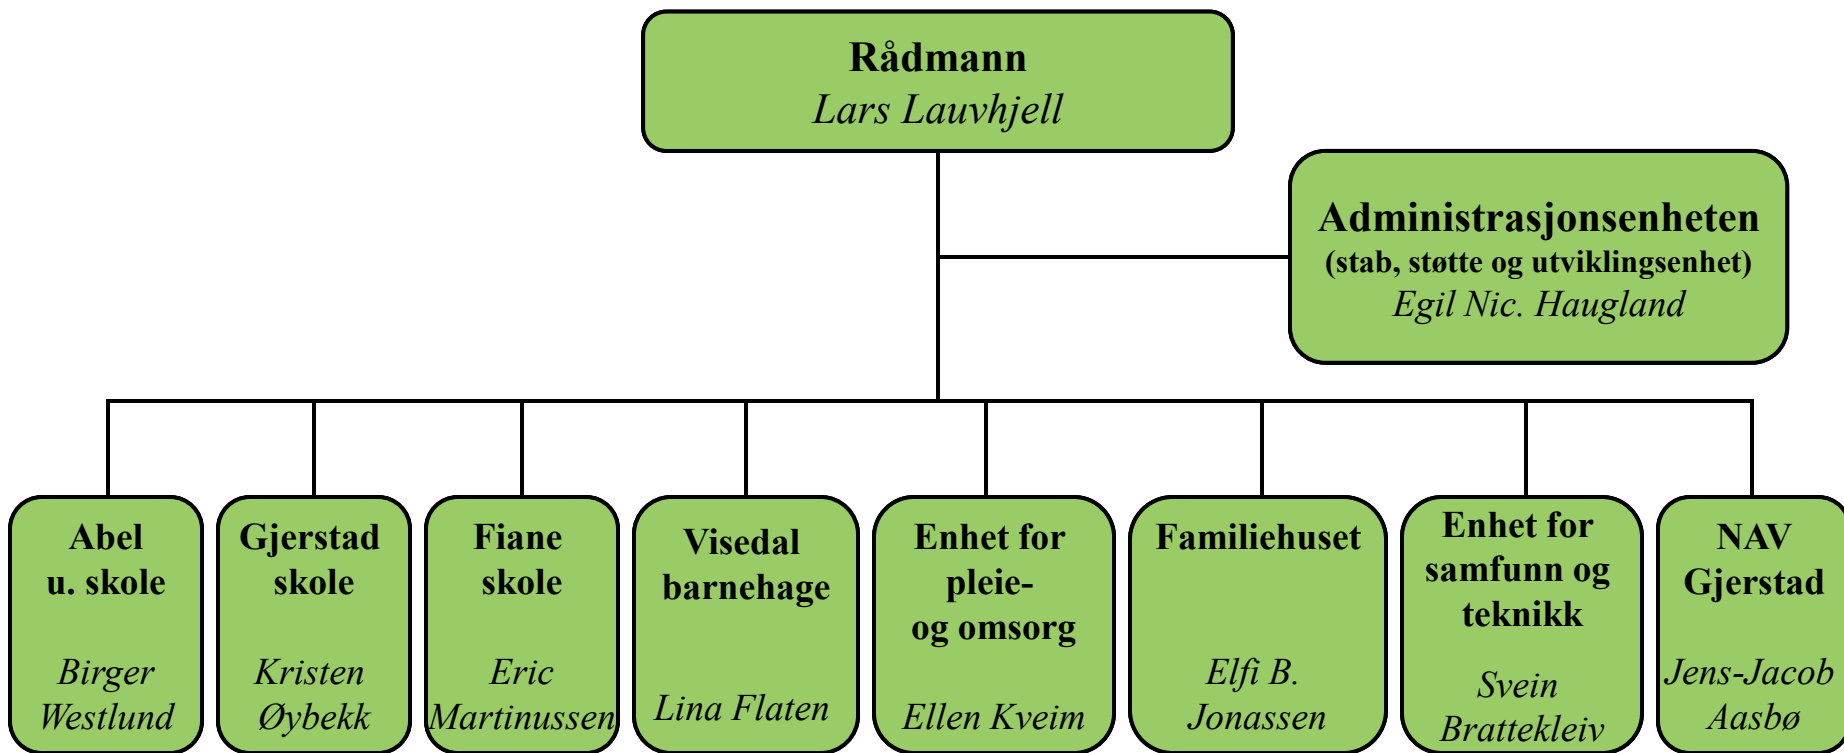 Rådmann
Lars Lauvhjell
Administrasjonsenheten
(stab, støtte og utviklingsenhet)
Egil Nic. Haugland
Abel
u. skole
Birger
Westlund
Gjerstad
skole
Kristen
Øybekk
Fiane
skole
Eric
Martinussen
Visedal
barnehage
Lina Flaten
Enhet for
pleie-
og omsorg
Ellen Kveim
Familiehuset
Elfi B.
Jonassen
Enhet for
samfunn og
teknikk
Svein
Brattekleiv
NAV
Gjerstad
Jens-Jacob
Aasbø